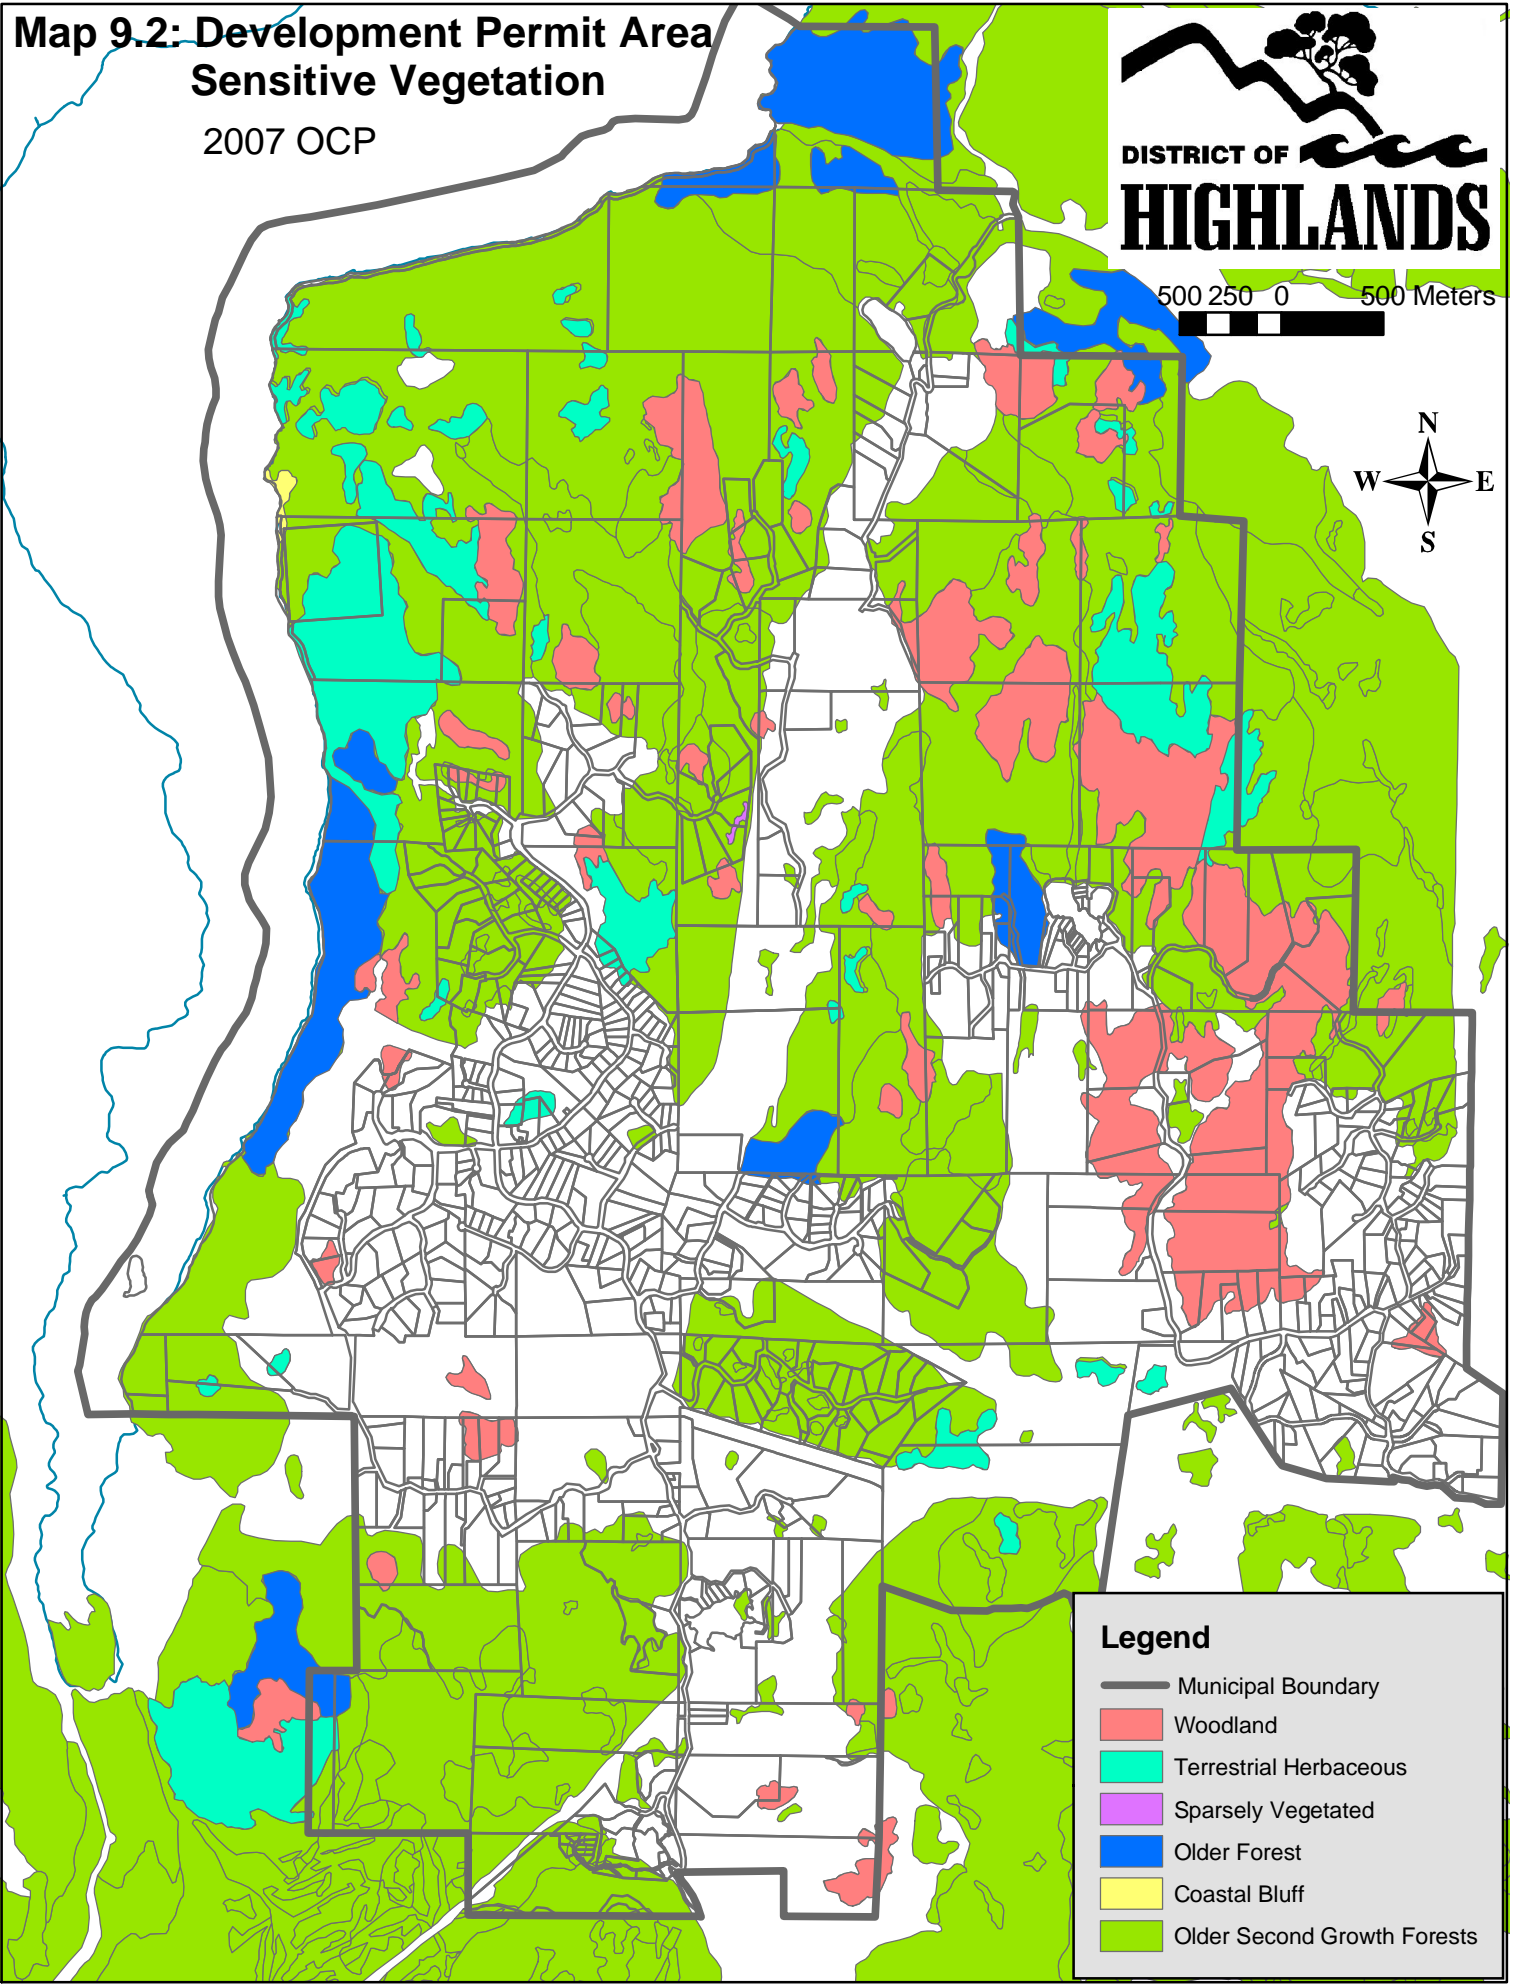 Map 9.2: Development Permit Area
Sensitive Vegetation
2007 OCP
DISTRICT OF
HIGHLANDS
500 250 0 500 Meters
N
W E
S
Legend
Municipal Boundary
Woodland
Terrestrial Herbaceous
Sparsely Vegetated
Older Forest
Coastal Bluff
Older Second Growth Forests